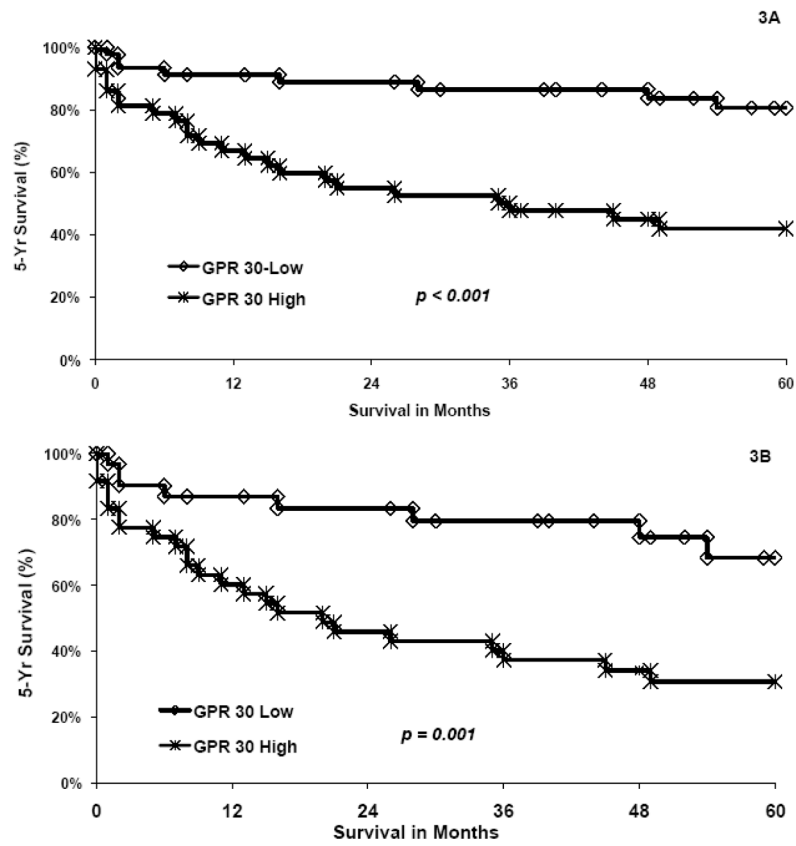 3A
100%
80%
60%
40%
20%
0%
5-Yr Survival (%)
GPR 30-Low
GPR 30 High
p < 0.001
0 12 24 36 48 60
Survival in Months
3B
100%
80%
60%
40%
20%
0%
5-Yr Survival (%)
GPR 30 Low
GPR 30 High
p = 0.001
0 12 24 36 48 60
Survival in Months